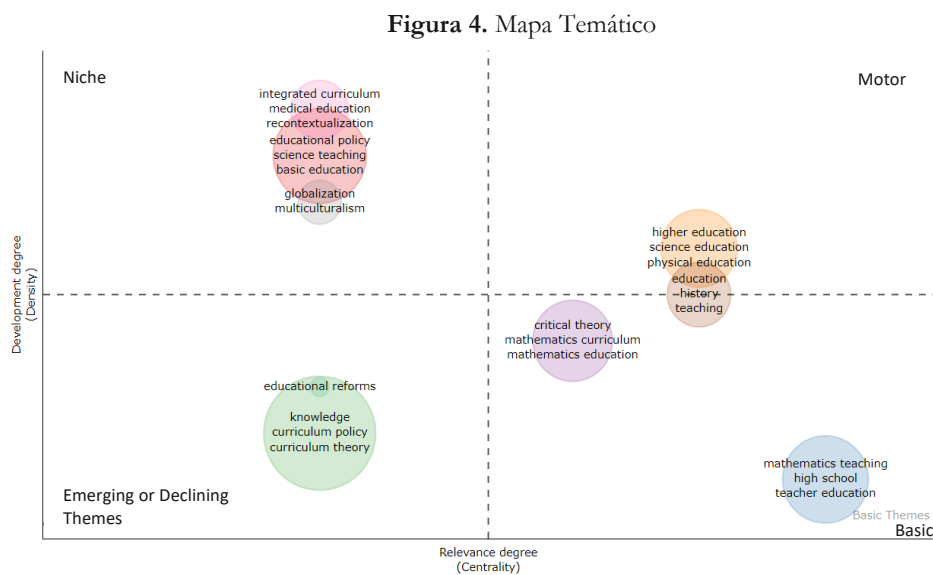 Figura 4. Mapa Temático
Niche
Motor
integrated curriculum
medical education
recontextualization
educational policy
science teaching
basic education
globalization
multiculturalism
higher education
science education
physical education
education
history
teaching
Development degree
(Density)
critical theory
mathematics curriculum
mathematics education
educational reforms
knowledge
curriculum policy
curriculum theory
mathematics teaching
high school
teacher education
Emerging or Declining
Themes
Basic Themes
Basic
Relevance degree
(Centrality)